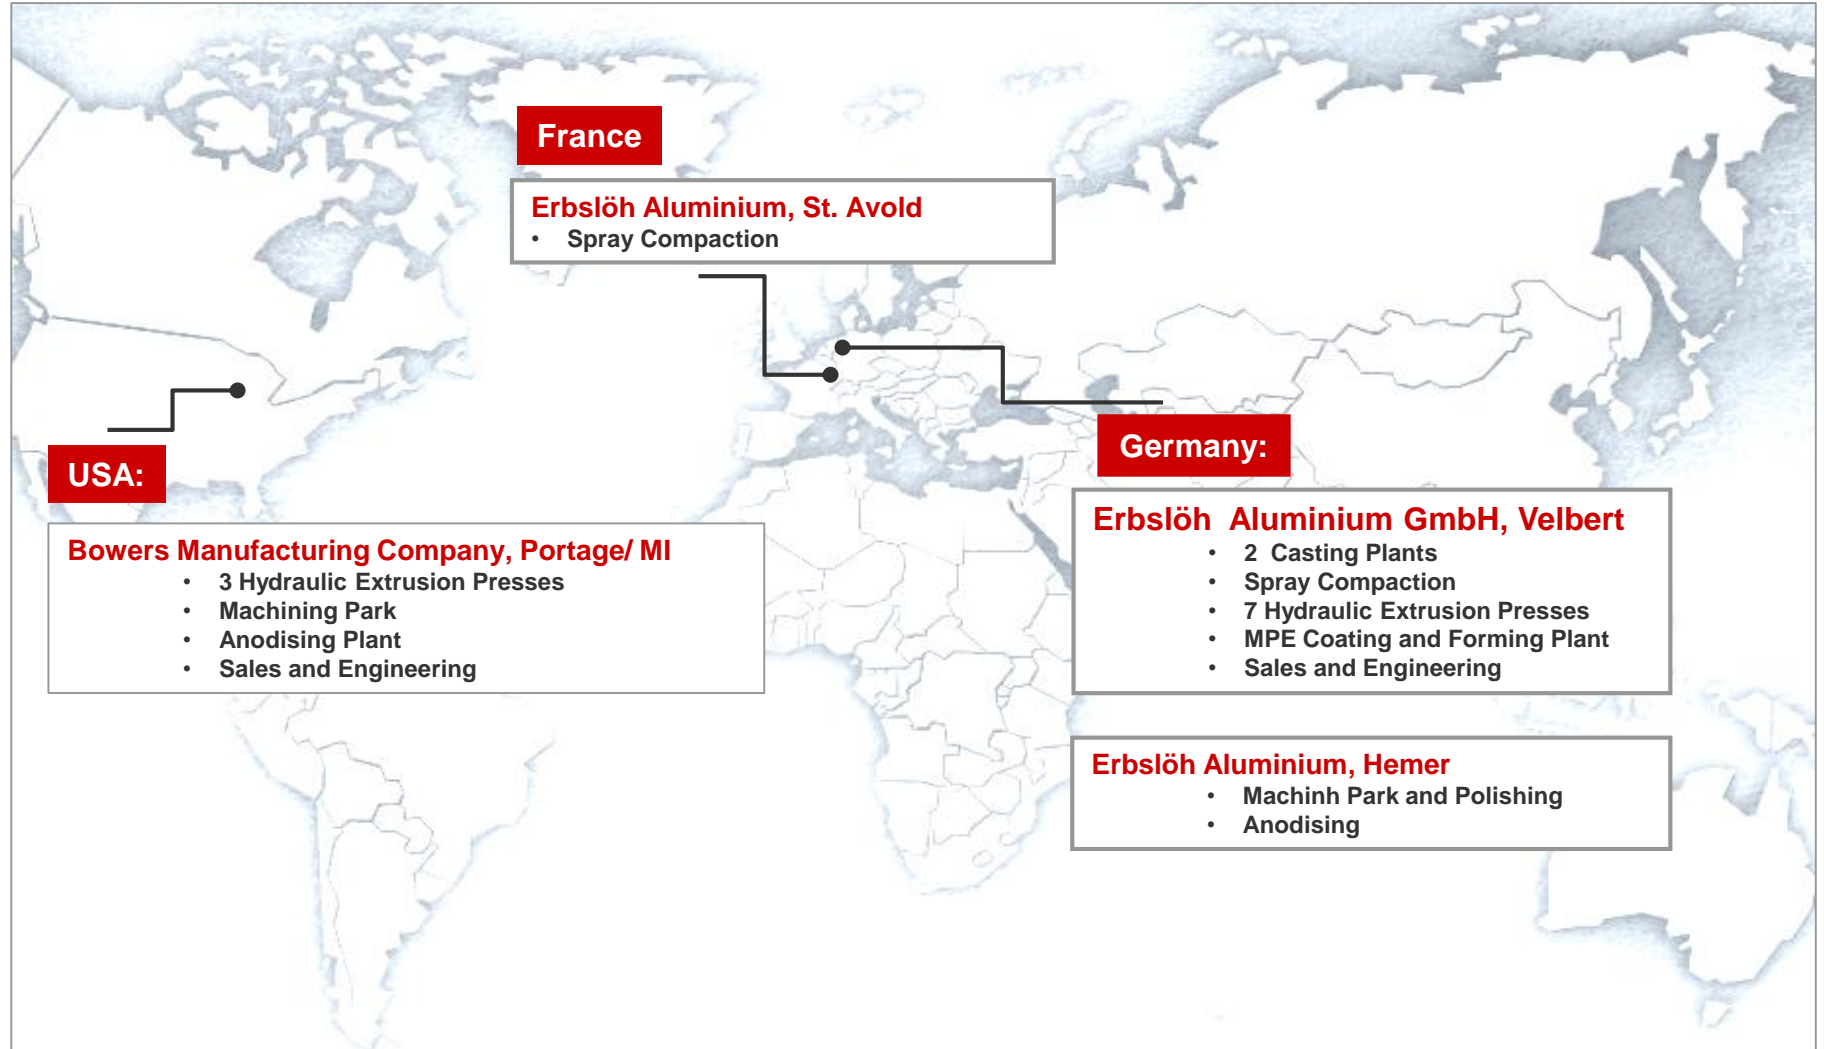 France
Erbslöh Aluminium, St. Avold
• Spray Compaction
USA:
Bowers Manufacturing Company, Portage/ MI
• 3 Hydraulic Extrusion Presses
• Machining Park
• Anodising Plant
• Sales and Engineering
Germany:
Erbslöh Aluminium GmbH, Velbert
• 2 Casting Plants
• Spray Compaction
• 7 Hydraulic Extrusion Presses
• MPE Coating and Forming Plant
• Sales and Engineering
Erbslöh Aluminium, Hemer
• Machinh Park and Polishing
• Anodising